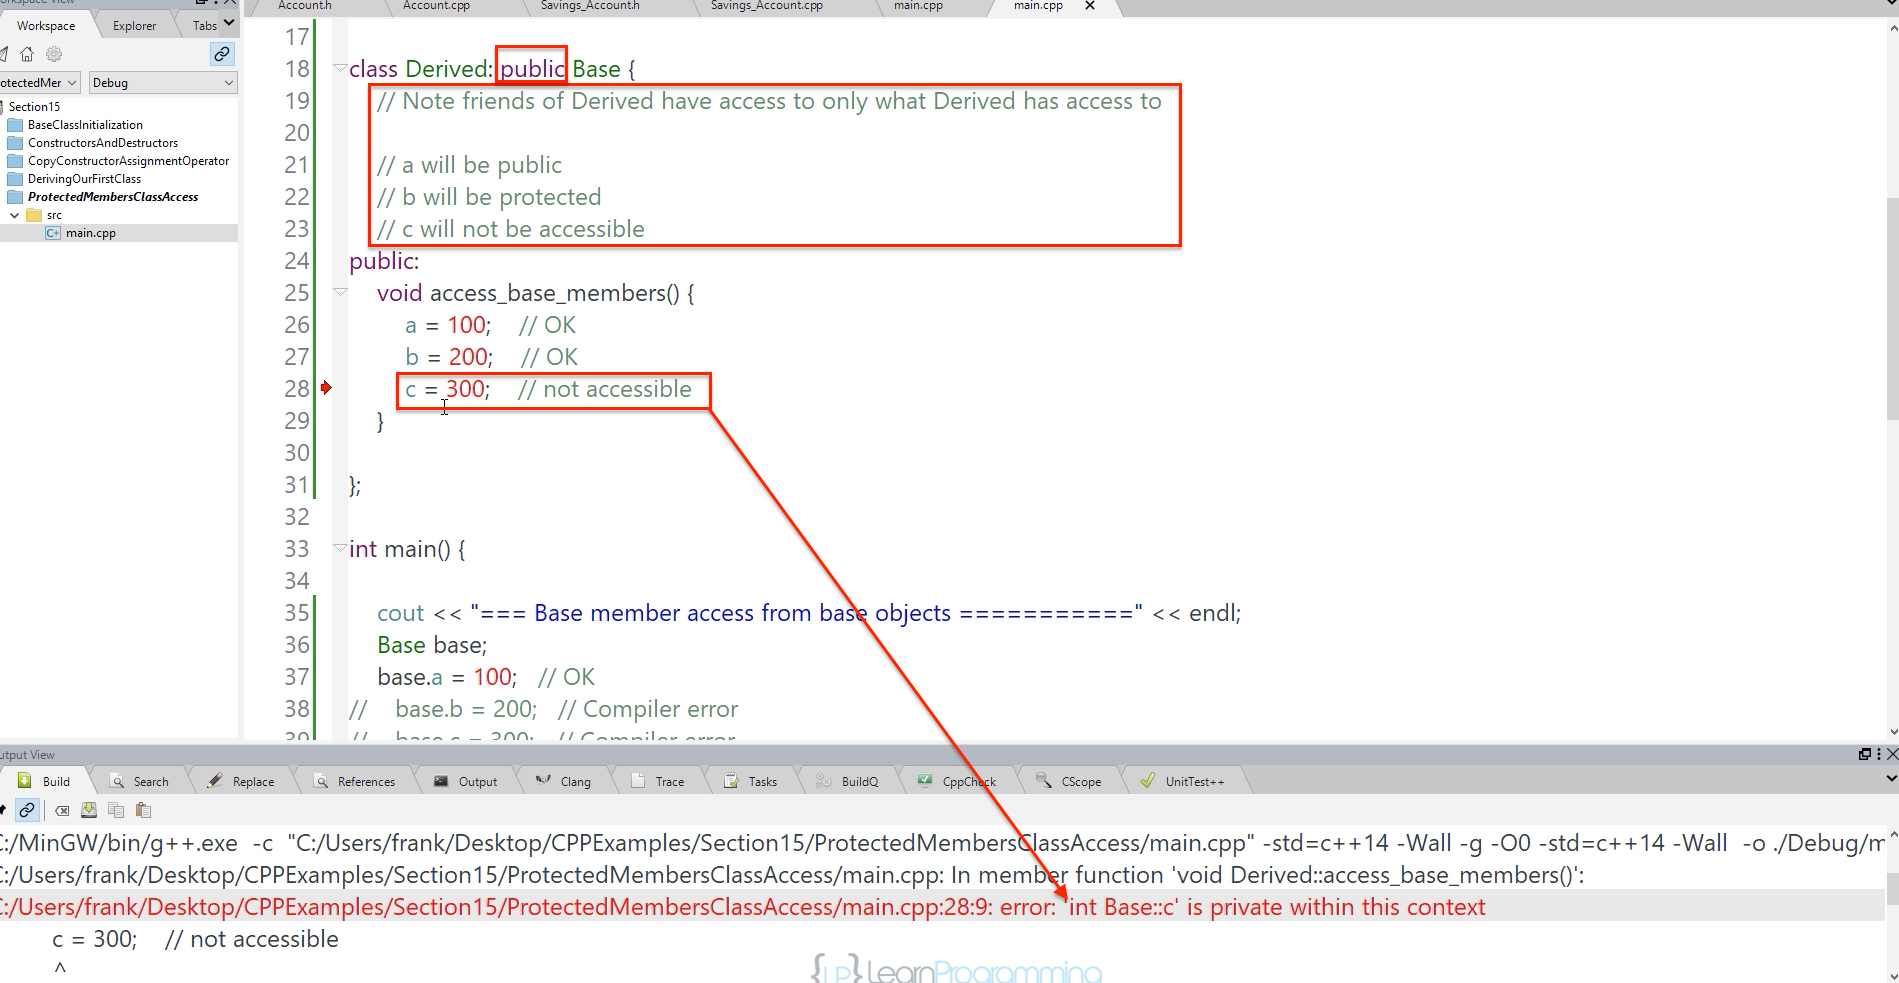 Workspace View
Account.h Account.cpp Savings_Account.h Savings_Account.cpp main.cpp main.cpp
Workspace Explorer Tabs
otectedMer Debug
Section15
BaseClassInitialization
ConstructorsAndDestructors
CopyConstructorAssignmentOperator
DerivingOurFirstClass
ProtectedMembersClassAccess
src
C+ main.cpp
17
18 class Derived: public Base {
19 // Note friends of Derived have access to only what Derived has access to
20
21 // a will be public
22 // b will be protected
23 // c will not be accessible
24 public:
25 void access_base_members() {
26 a = 100; // OK
27 b = 200; // OK
28 c = 300; // not accessible
29 }
30
31 };
32
33 int main() {
34
35 cout << "=== Base member access from base objects ===========" << endl;
36 Base base;
37 base.a = 100; // OK
38 // base.b = 200; // Compiler error
39 // base.c = 300; // Compiler error
utput View
Build Search Replace References Output Clang Trace Tasks BuildQ CppCheck CScope UnitTest++
C:/MinGW/bin/g++.exe -c "C:/Users/frank/Desktop/CPPExamples/Section15/ProtectedMembersClassAccess/main.cpp" -std=c++14 -Wall -g -O0 -std=c++14 -Wall -o ./Debug/m
C:/Users/frank/Desktop/CPPExamples/Section15/ProtectedMembersClassAccess/main.cpp: In member function 'void Derived::access_base_members()':
C:/Users/frank/Desktop/CPPExamples/Section15/ProtectedMembersClassAccess/main.cpp:28:9: error: 'int Base::c' is private within this context
c = 300; // not accessible
^
{LP} LearnProgramming